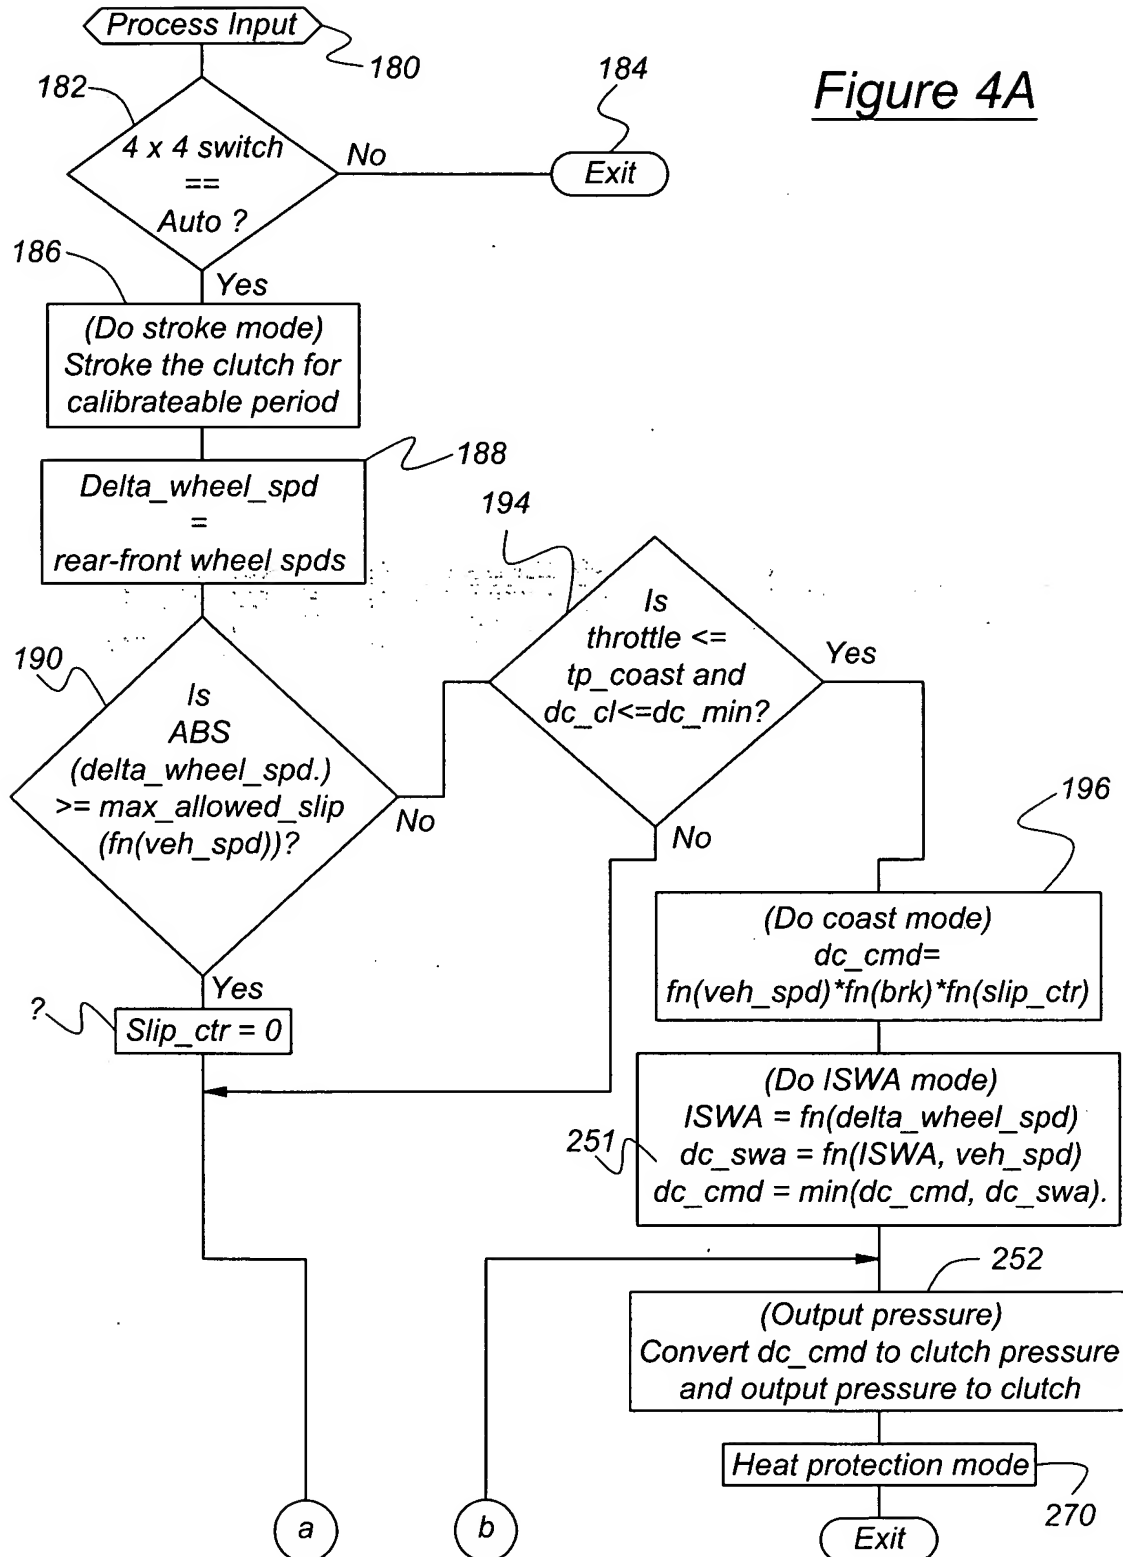 Process Input
180
Figure 4A
182
4 x 4 switch
==
Auto ?
No
184
Exit
Yes
186
(Do stroke mode)
Stroke the clutch for
calibrateable period
188
Delta_wheel_spd
=
rear-front wheel spds
190
Is
ABS
(delta_wheel_spd.)
>= max_allowed_slip
(fn(veh_spd))?
No
Yes
?
Slip_ctr = 0
194
Is
throttle <=
tp_coast and
dc_cl<=dc_min?
Yes
No
196
(Do coast mode)
dc_cmd=
fn(veh_spd)*fn(brk)*fn(slip_ctr)
251
(Do ISWA mode)
ISWA = fn(delta_wheel_spd)
dc_swa = fn(ISWA, veh_spd)
dc_cmd = min(dc_cmd, dc_swa).
252
(Output pressure)
Convert dc_cmd to clutch pressure
and output pressure to clutch
Heat protection mode
270
Exit
a
b